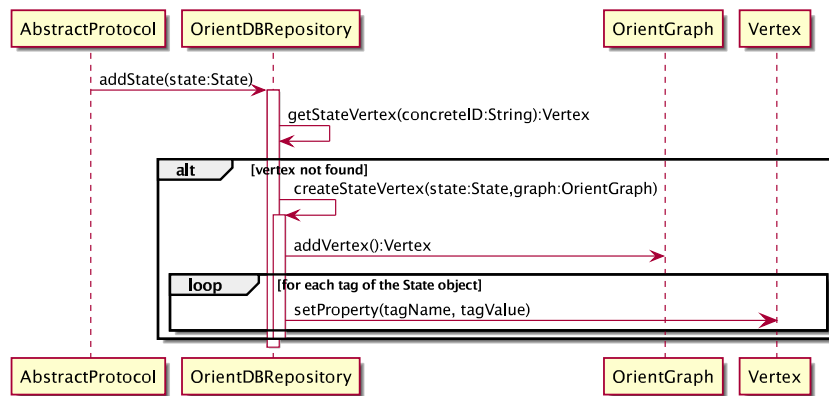 AbstractProtocol OrientDBRepository OrientGraph Vertex
addState(state:State)
getStateVertex(concreteID:String):Vertex
alt [vertex not found]
createStateVertex(state:State,graph:OrientGraph)
addVertex():Vertex
loop [for each tag of the State object]
setProperty(tagName, tagValue)
AbstractProtocol OrientDBRepository OrientGraph Vertex